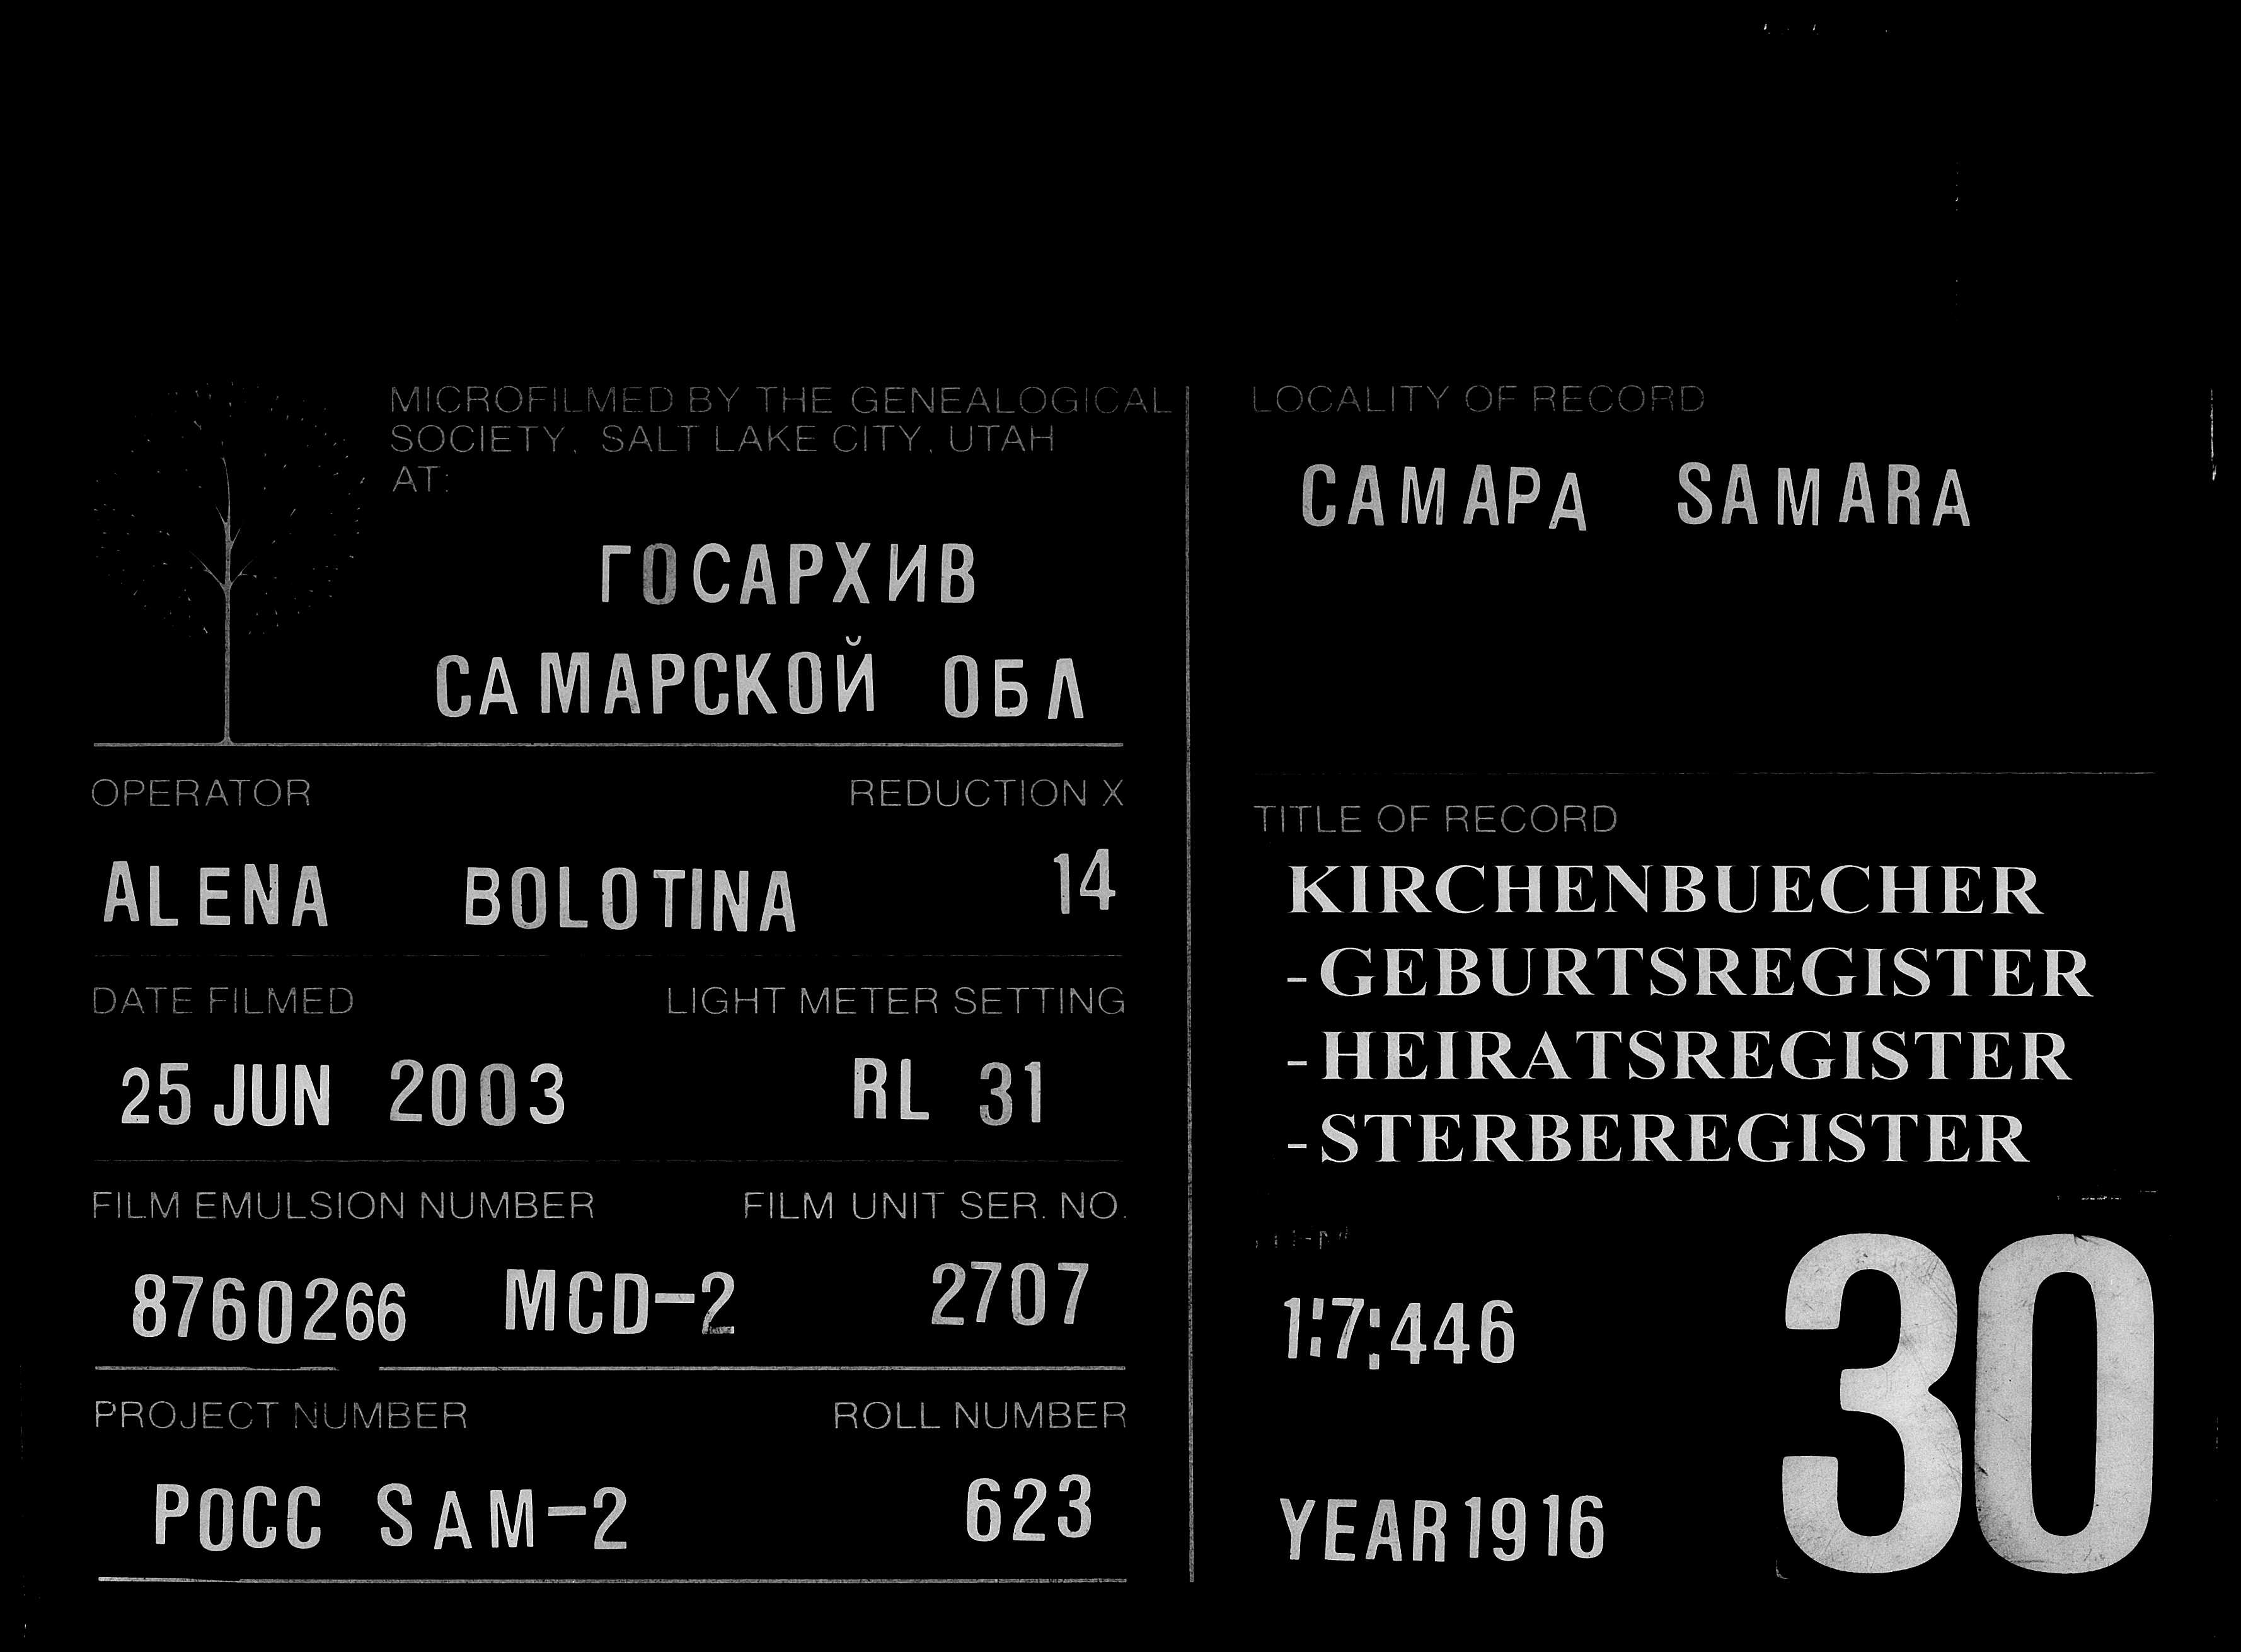 MICROFILMED BY THE GENEALOGICAL
SOCIETY, SALT LAKE CITY, UTAH
AT:
ГОСАРХИВ
САМАРСКОЙ ОБЛ
OPERATOR REDUCTION X
ALENA BOLOTINA 14
DATE FILMED LIGHT METER SETTING
25 JUN 2003 RL 31
FILM EMULSION NUMBER FILM UNIT SER. NO.
8760266 MCD-2 2707
PROJECT NUMBER ROLL NUMBER
РОСС SAM-2 623
LOCALITY OF RECORD
САМАРА SAMARA
TITLE OF RECORD
KIRCHENBUECHER
-GEBURTSREGISTER
-HEIRATSREGISTER
-STERBEREGISTER
1:7:446
YEAR 1916
30